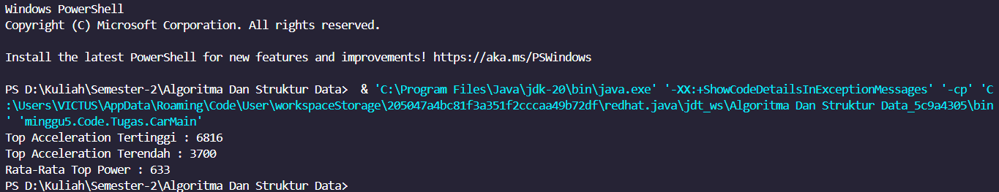 Windows PowerShell
Copyright (C) Microsoft Corporation. All rights reserved.
Install the latest PowerShell for new features and improvements! https://aka.ms/PSWindows
PS D:\Kuliah\Semester-2\Algoritma Dan Struktur Data>  & 'C:\Program Files\Java\jdk-20\bin\java.exe' '-XX:+ShowCodeDetailsInExceptionMessages' '-cp' 'C
:\Users\VICTUS\AppData\Roaming\Code\User\workspaceStorage\205047a4bc81f3a351f2cccaa49b72df\redhat.java\jdt_ws\Algoritma Dan Struktur Data_5c9a4305\bin
' 'minggu5.Code.Tugas.CarMain'
Top Acceleration Tertinggi : 6816
Top Acceleration Terendah : 3700
Rata-Rata Top Power : 633
PS D:\Kuliah\Semester-2\Algoritma Dan Struktur Data>